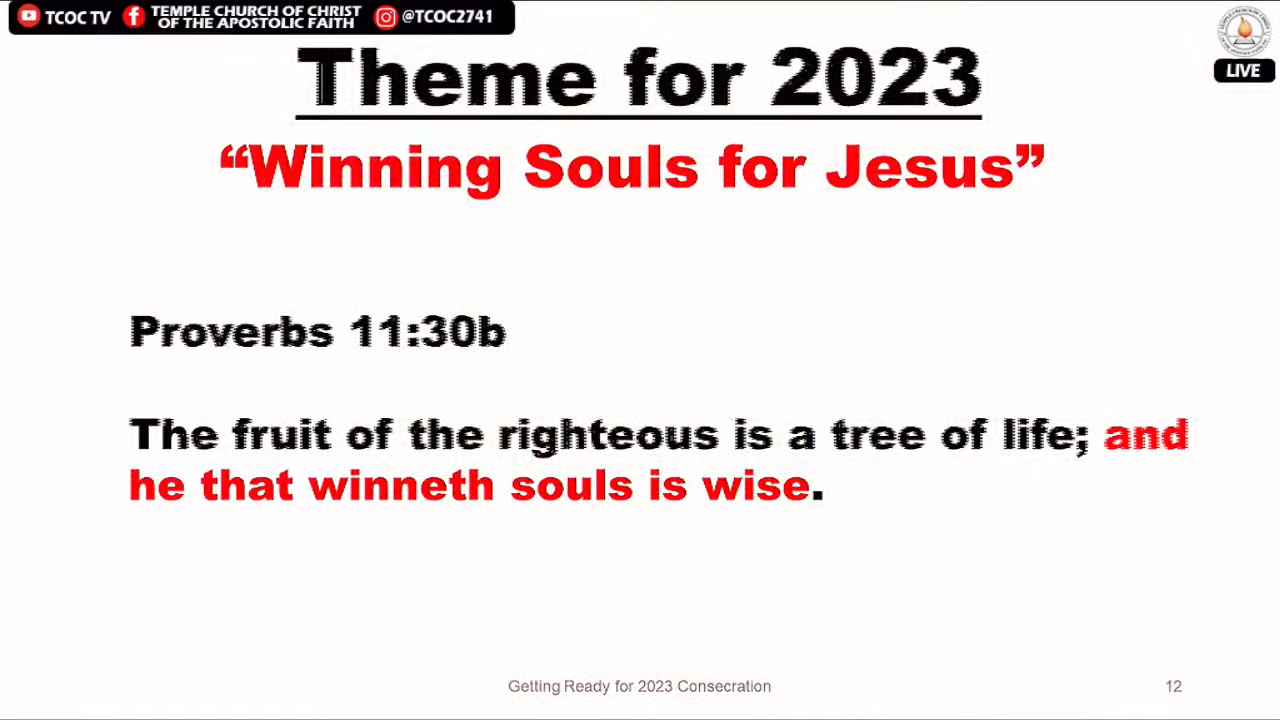 TCOC TV TEMPLE CHURCH OF CHRIST OF THE APOSTOLIC FAITH @TCOC2741
LIVE
Theme for 2023
“Winning Souls for Jesus”
Proverbs 11:30b
The fruit of the righteous is a tree of life; and
he that winneth souls is wise.
Getting Ready for 2023 Consecration 12